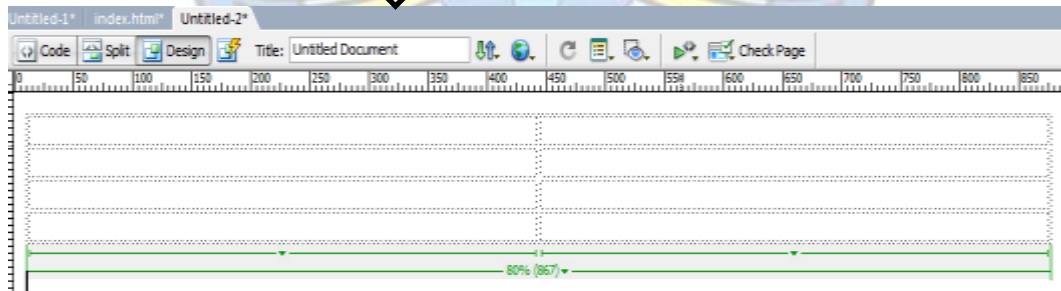 Untitled-1* index.html* Untitled-2*
Code Split Design Title: Untitled Document Check Page
0 50 100 150 200 250 300 350 400 450 500 550 600 650 700 750 800 850
80% (867)